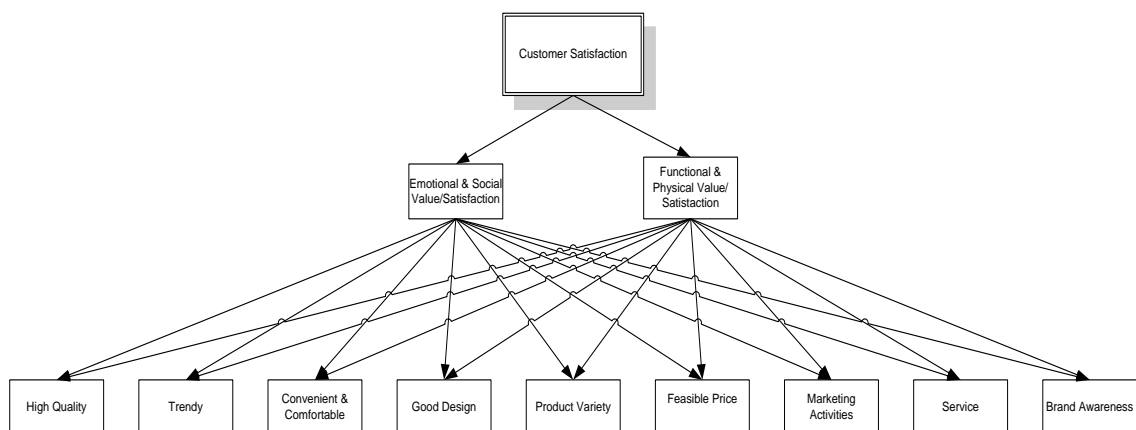 Customer Satisfaction
Emotional & Social
Value/Satisfaction
Functional &
Physical Value/
Satistaction
High Quality
Trendy
Convenient &
Comfortable
Good Design
Product Variety
Feasible Price
Marketing
Activities
Service
Brand Awareness